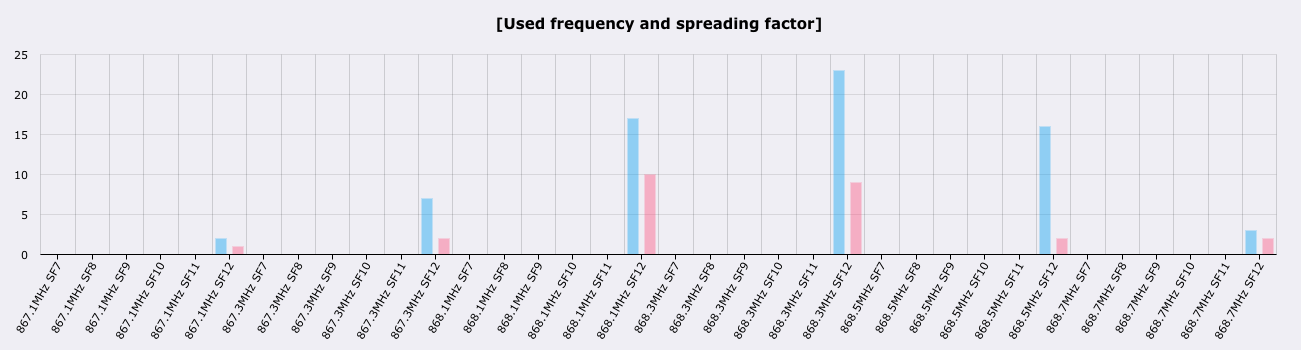 [Used frequency and spreading factor]
25
20
15
10
5
0
867.1MHz SF7
867.1MHz SF8
867.1MHz SF9
867.1MHz SF10
867.1MHz SF11
867.1MHz SF12
867.3MHz SF7
867.3MHz SF8
867.3MHz SF9
867.3MHz SF10
867.3MHz SF11
867.3MHz SF12
868.1MHz SF7
868.1MHz SF8
868.1MHz SF9
868.1MHz SF10
868.1MHz SF11
868.1MHz SF12
868.3MHz SF7
868.3MHz SF8
868.3MHz SF9
868.3MHz SF10
868.3MHz SF11
868.3MHz SF12
868.5MHz SF7
868.5MHz SF8
868.5MHz SF9
868.5MHz SF10
868.5MHz SF11
868.5MHz SF12
868.7MHz SF7
868.7MHz SF8
868.7MHz SF9
868.7MHz SF10
868.7MHz SF11
868.7MHz SF12